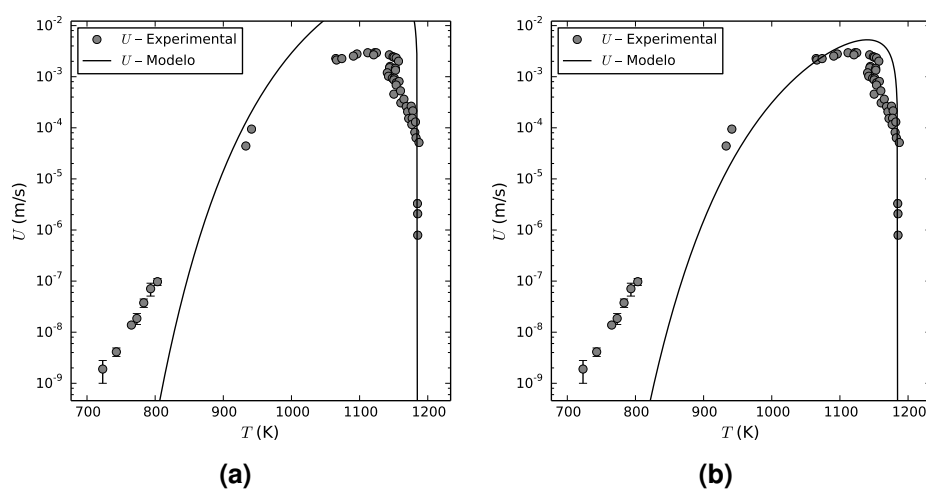 10⁻²
10⁻³
10⁻⁴
10⁻⁵
10⁻⁶
10⁻⁷
10⁻⁸
10⁻⁹
U (m/s)
U – Experimental
U – Modelo
700 800 900 1000 1100 1200
T (K)
(a)
10⁻²
10⁻³
10⁻⁴
10⁻⁵
10⁻⁶
10⁻⁷
10⁻⁸
10⁻⁹
U (m/s)
U – Experimental
U – Modelo
700 800 900 1000 1100 1200
T (K)
(b)